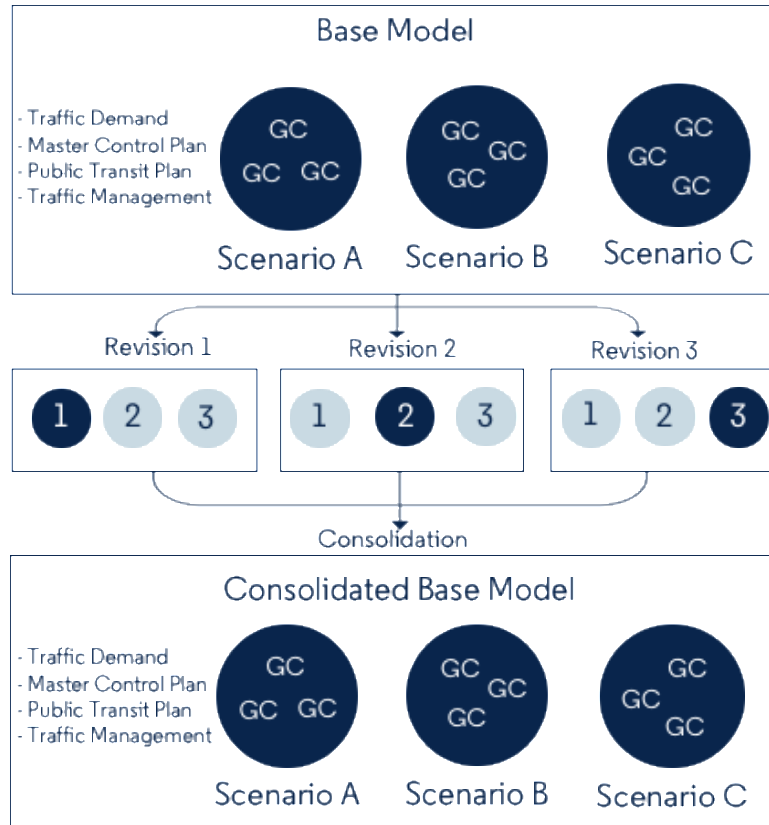 Base Model
- Traffic Demand
- Master Control Plan
- Public Transit Plan
- Traffic Management
GC
GC GC
GC
GC
GC
GC
GC
GC
Scenario A
Scenario B
Scenario C
Revision 1
Revision 2
Revision 3
1 2 3
1 2 3
1 2 3
Consolidation
Consolidated Base Model
- Traffic Demand
- Master Control Plan
- Public Transit Plan
- Traffic Management
GC
GC GC
GC
GC
GC
GC
GC
GC
Scenario A
Scenario B
Scenario C